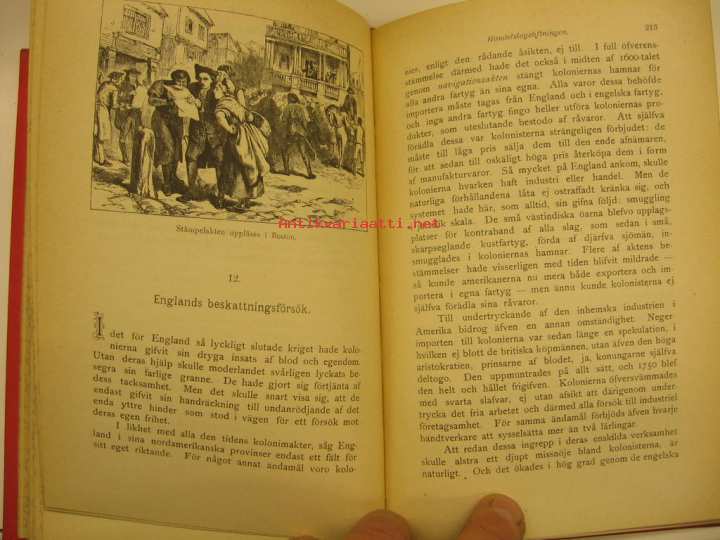 Stämpelakten uppläses i Boston.
12.
Englands beskattningsförsök.
I det för England så lyckligt slutade kriget hade kolo-
nierna gifvit sin dryga insats af blod och egendom.
Utan deras hjälp skulle moderlandet svårligen lyckats be-
segra sin farlige granne. De hade gjort sig förtjänta af
dess tacksamhet. Men det skulle snart visa sig, att de
endast gifvit sin handräckning till undanrödjande af det
enda yttre hinder som stod i vägen för ett försök mot
deras egen frihet.
I likhet med alla den tidens kolonimakter, såg Eng-
land i sina nordamerikanska provinser endast ett fält för
sitt eget riktande. För något annat ändamål voro kolo-
Handelslagstiftningen. 215
nier, enligt den rådande åsikten, ej till. I full öfverens-
stämmelse därmed hade det också i midten af 1600-talet
genom navigationsakten stängt koloniernas hamnar för
alla andra fartyg än sina egna. Alla varor dessa behöfde
importera måste tagas från England och i engelska fartyg,
och inga andra fartyg fingo heller utföra koloniernas pro-
dukter, som uteslutande bestodo af råvaror. Att själfva
förädla dessa var kolonisterna strängeligen förbjudet: de
måste till låga pris sälja dem till den ende afnämaren,
för att sedan till oskäligt höga pris återköpa dem i form
af manufakturvaror. Så mycket på England ankom, skulle
kolonierna hvarken haft industri eller handel. Men de
naturliga förhållandena låta ej ostraffadt kränka sig, och
systemet hade här, som alltid, sin gifna följd: smuggling
skala. De små västindiska öarna blefvo upplags-
platser för kontraband af alla slag, som sedan i små,
skarpseglande kustfartyg, förda af djärfva sjömän, in-
smugglades i koloniernas hamnar. Flere af aktens be-
stämmelser hade visserligen med tiden blifvit mildrade —
så kunde amerikanerna nu mera både exportera och im-
portera i egna fartyg — men ännu kunde kolonisterna ej
själfva förädla sina råvaror.
Till undertryckande af den inhemska industrien i
Amerika bidrog äfven en annan omständighet. Neger
importen till kolonierna var sedan länge en spekulation, i
hvilken ej blott de britiska köpmännen, utan äfven den höga
aristokratien, prinsarne af blodet, ja, konungarne själfva
deltogo. Den uppmuntrades på allt sätt, och 1750 blef
den helt och hållet frigifven. Kolonierna öfversvämmades
med svarta slafvar, ej utan afsikt att därigenom under-
trycka det fria arbetet och därmed alla försök till industriel
företagsamhet. För samma ändamål förbjöds äfven hvarje
handtverkare att sysselsätta mer än två lärlingar.
Att redan dessa ingrepp i deras enskilda verksamhet
skulle alstra ett djupt missnöje bland kolonisterna, är
naturligt. Och det ökades i hög grad genom de engelska
Antikvariaatti.net